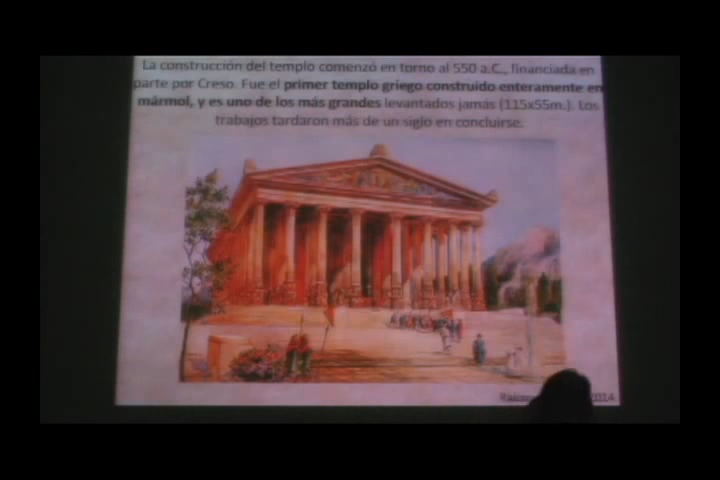 La construcción del templo comenzó en torno al 550 a.C., financiada en
parte por Creso. Fue el primer templo griego construido enteramente en
mármol, y es uno de los más grandes levantados jamás (115x55m.). Los
trabajos tardaron más de un siglo en concluirse.
2014.